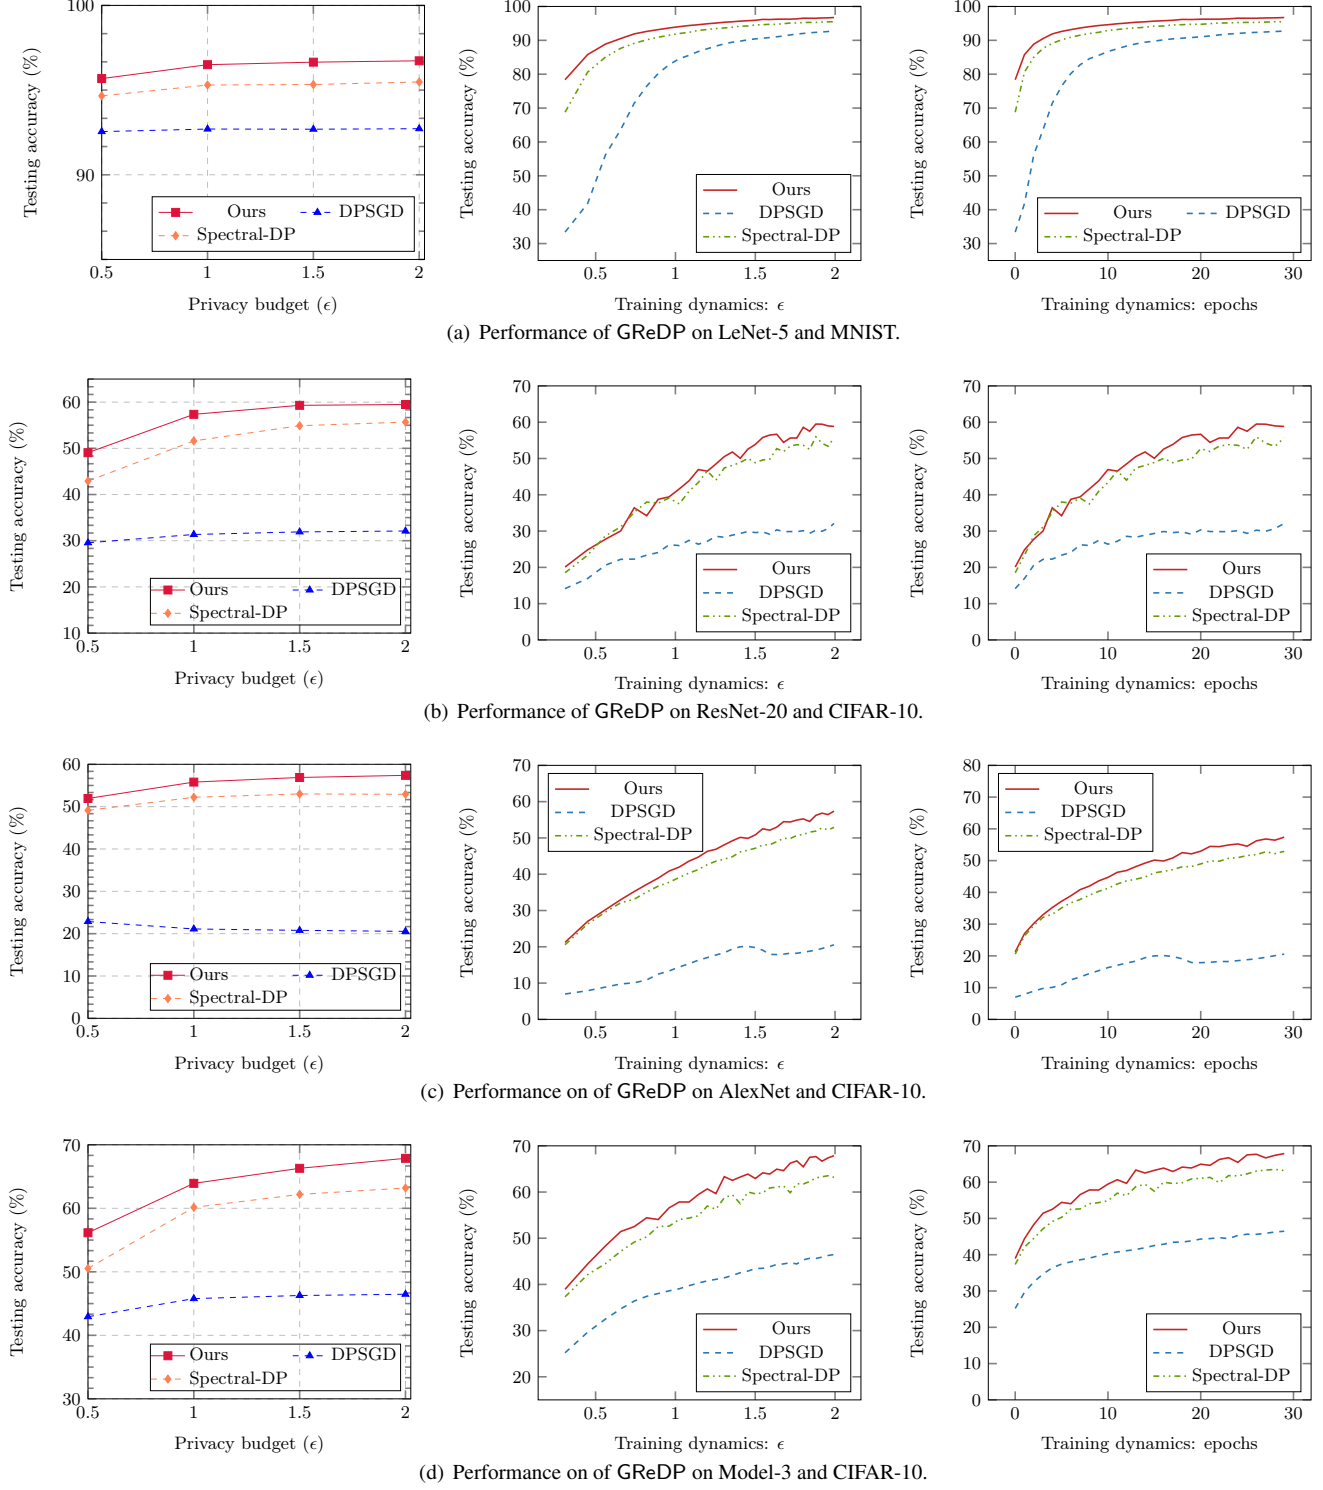 100
90
Testing accuracy (%)
Ours
DPSGD
Spectral-DP
0.5 1 1.5 2
Privacy budget (ϵ)
100
90
80
70
60
50
40
30
Testing accuracy (%)
Ours
DPSGD
Spectral-DP
0.5 1 1.5 2
Training dynamics: ϵ
100
90
80
70
60
50
40
30
Testing accuracy (%)
Ours
DPSGD
Spectral-DP
0 10 20 30
Training dynamics: epochs
(a) Performance of GReDP on LeNet-5 and MNIST.
60
50
40
30
20
10
Testing accuracy (%)
Ours
DPSGD
Spectral-DP
0.5 1 1.5 2
Privacy budget (ϵ)
70
60
50
40
30
20
10
0
Testing accuracy (%)
Ours
DPSGD
Spectral-DP
0.5 1 1.5 2
Training dynamics: ϵ
70
60
50
40
30
20
10
0
Testing accuracy (%)
Ours
DPSGD
Spectral-DP
0 10 20 30
Training dynamics: epochs
(b) Performance of GReDP on ResNet-20 and CIFAR-10.
60
50
40
30
20
10
0
Testing accuracy (%)
Ours
DPSGD
Spectral-DP
0.5 1 1.5 2
Privacy budget (ϵ)
70
60
50
40
30
20
10
0
Testing accuracy (%)
Ours
DPSGD
Spectral-DP
0.5 1 1.5 2
Training dynamics: ϵ
80
70
60
50
40
30
20
10
0
Testing accuracy (%)
Ours
DPSGD
Spectral-DP
0 10 20 30
Training dynamics: epochs
(c) Performance on of GReDP on AlexNet and CIFAR-10.
70
60
50
40
30
Testing accuracy (%)
Ours
DPSGD
Spectral-DP
0.5 1 1.5 2
Privacy budget (ϵ)
70
60
50
40
30
20
Testing accuracy (%)
Ours
DPSGD
Spectral-DP
0.5 1 1.5 2
Training dynamics: ϵ
70
60
50
40
30
20
10
0
Testing accuracy (%)
Ours
DPSGD
Spectral-DP
0 10 20 30
Training dynamics: epochs
(d) Performance on of GReDP on Model-3 and CIFAR-10.